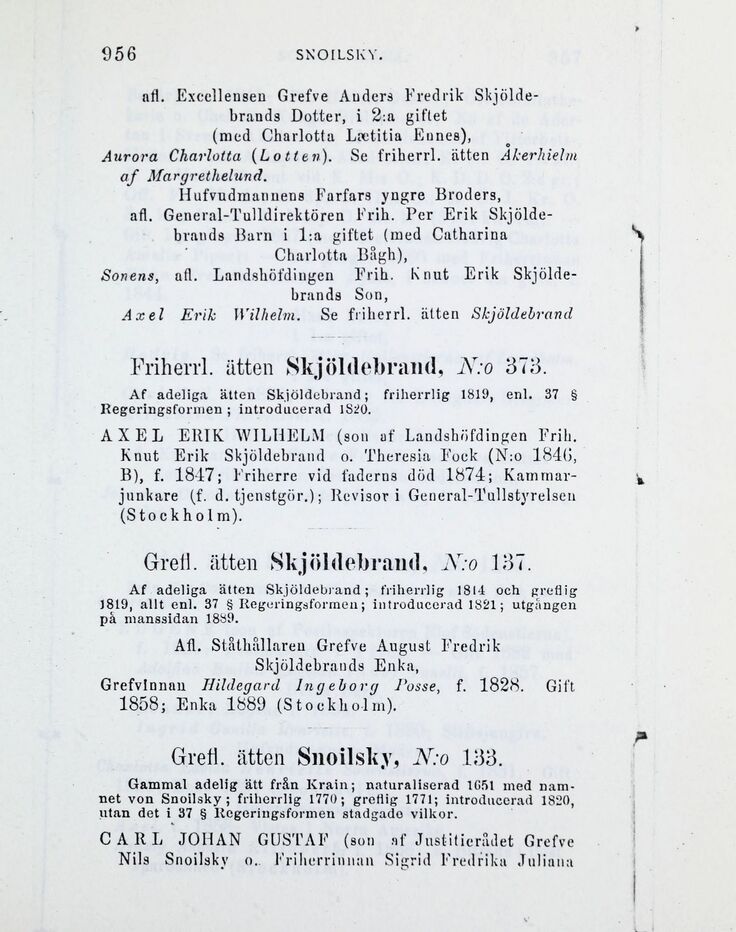 956
SNOILSKY.
afl. Excellensen Grefve Anders Fredrik Skjölde-
brands Dotter, i 2:a giftet
(med Charlotta Lætitia Ennes),
Aurora Charlotta (Lotten). Se friherrl. ätten Åkerhielm
af Margrethelund.
Hufvudmannens Farfars yngre Broders,
afl. General-Tulldirektören Frih. Per Erik Skjölde-
brands Barn i 1:a giftet (med Catharina
Charlotta Bågh),
Sonens, afl. Landshöfdingen Frih. Knut Erik Skjölde-
brands Son,
Axel Erik Wilhelm. Se friherrl. ätten Skjöldebrand
Friherrl. ätten Skjöldebrand, N:o 373.
Af adeliga ätten Skjöldebrand; friherrlig 1819, enl. 37 §
Regeringsformen; introducerad 1820.
AXEL ERIK WILHELM (son af Landshöfdingen Frih.
Knut Erik Skjöldebrand o. Theresia Fock (N:o 1846,
B), f. 1847; Friherre vid faderns död 1874; Kammar-
junkare (f. d. tjenstgör.); Revisor i General-Tullstyrelsen
(Stockholm).
Grefl. ätten Skjöldebrand, N:o 137.
Af adeliga ätten Skjöldebrand; friherrlig 1814 och greflig
1819, allt enl. 37 § Regeringsformen; introducerad 1821; utgången
på manssidan 1889.
Afl. Ståthållaren Grefve August Fredrik
Skjöldebrands Enka,
Grefvinnan Hildegard Ingeborg Posse, f. 1828. Gift
1858; Enka 1889 (Stockholm).
Grefl. ätten Snoilsky, N:o 133.
Gammal adelig ätt från Krain; naturaliserad 1651 med nam-
net von Snoilsky; friherrlig 1770; greflig 1771; introducerad 1820,
utan det i 37 § Regeringsformen stadgade vilkor.
CARL JOHAN GUSTAF (son af Justitierådet Grefve
Nils Snoilsky o. Friherrinnan Sigrid Fredrika Juliana